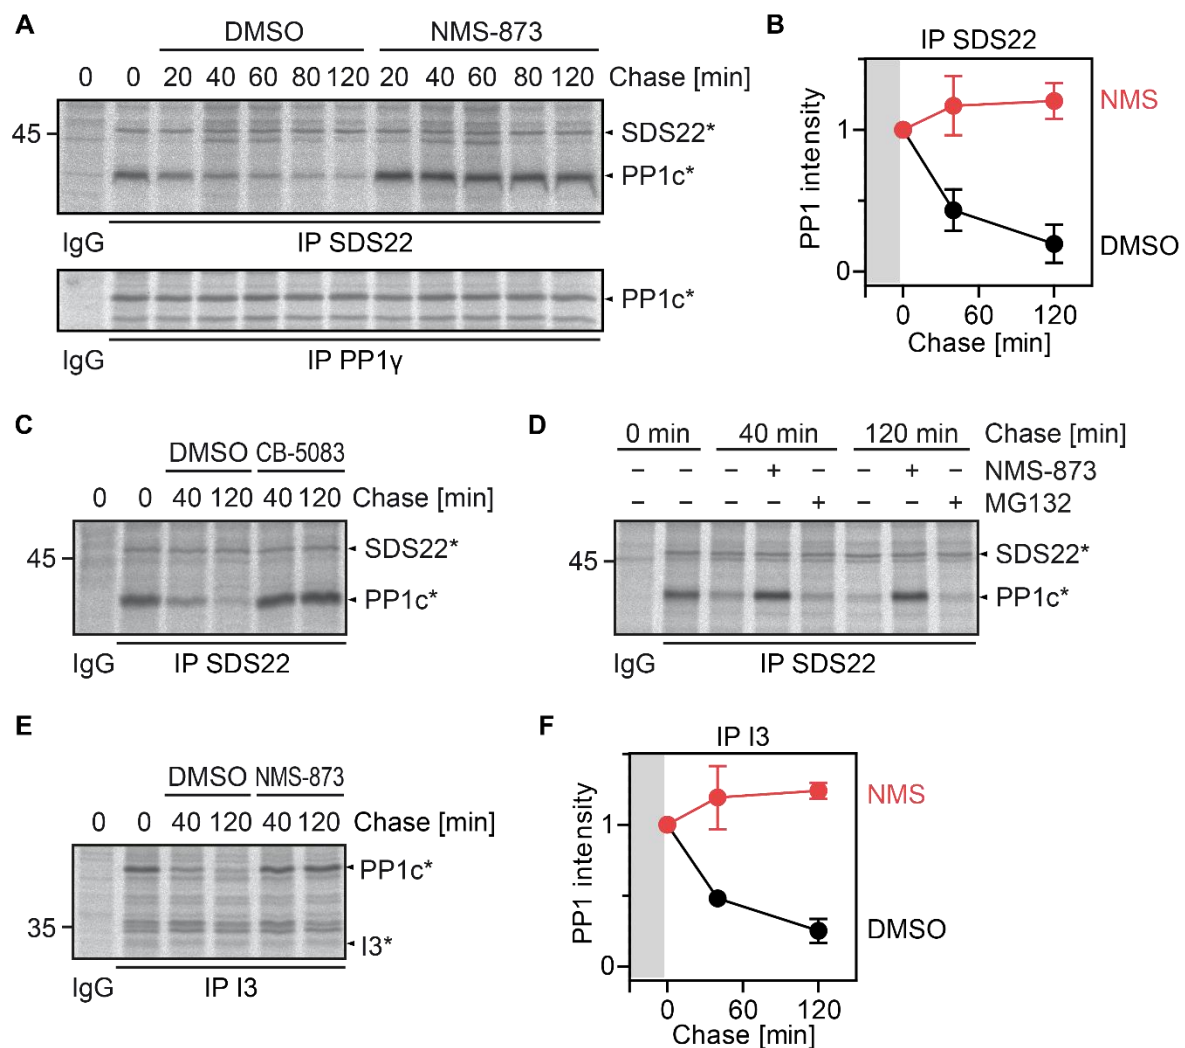 A
DMSO NMS-873
0 0 20 40 60 80 120 20 40 60 80 120 Chase [min]
45
SDS22*
PP1c*
IgG IP SDS22
PP1c*
IgG IP PP1γ
B
IP SDS22
PP1 intensity
1
0
NMS
DMSO
0 60 120
Chase [min]
C
DMSO CB-5083
0 0 40 120 40 120 Chase [min]
45
SDS22*
PP1c*
IgG IP SDS22
D
0 min 40 min 120 min Chase [min]
– – – + – – + – NMS-873
– – – – + – – + MG132
45
SDS22*
PP1c*
IgG IP SDS22
E
DMSO NMS-873
0 0 40 120 40 120 Chase [min]
PP1c*
35
I3*
IgG IP I3
F
IP I3
PP1 intensity
1
0
NMS
DMSO
0 60 120
Chase [min]